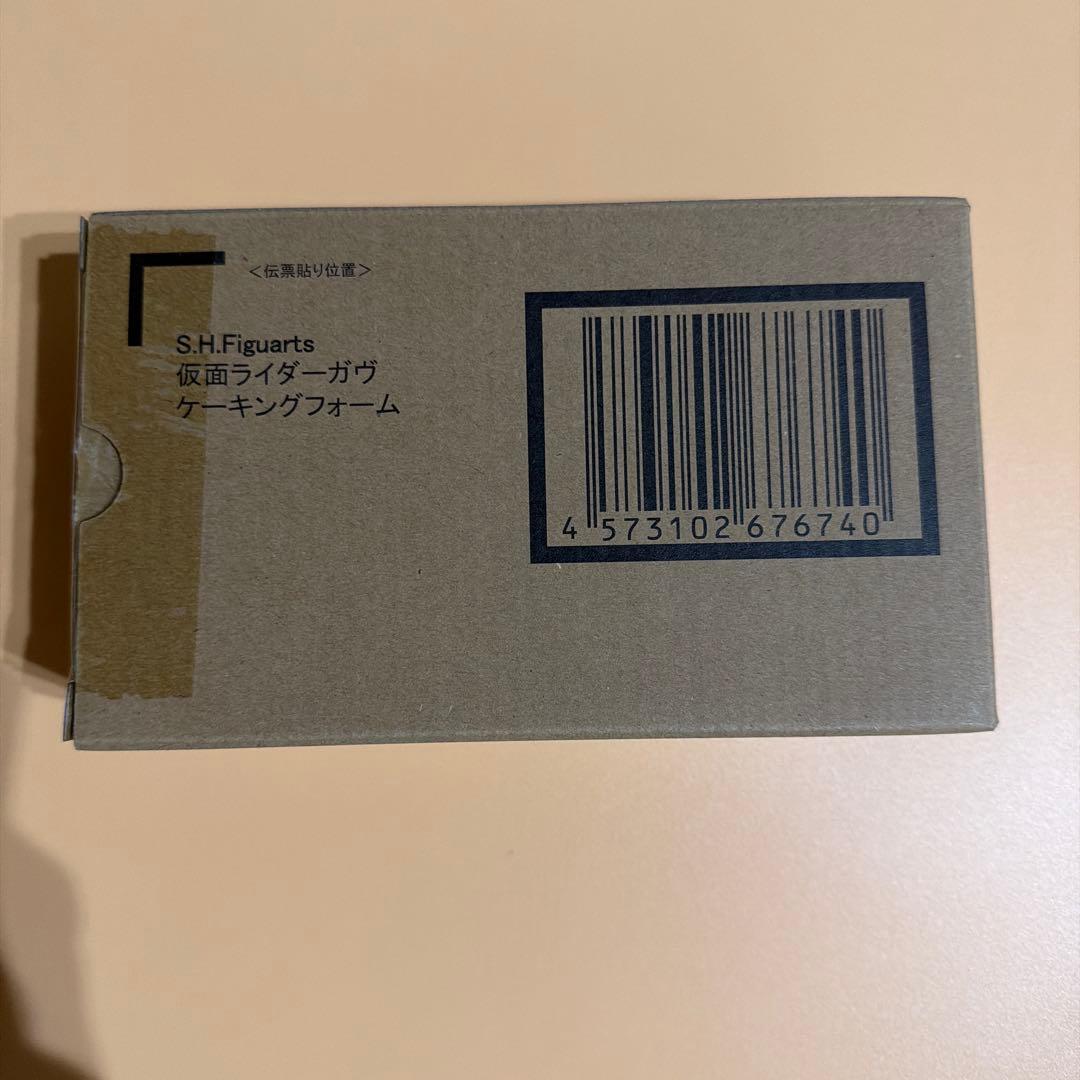 ＜伝票貼り位置＞
S.H.Figuarts
仮面ライダーガヴ
ケーキングフォーム
4 573102 676740